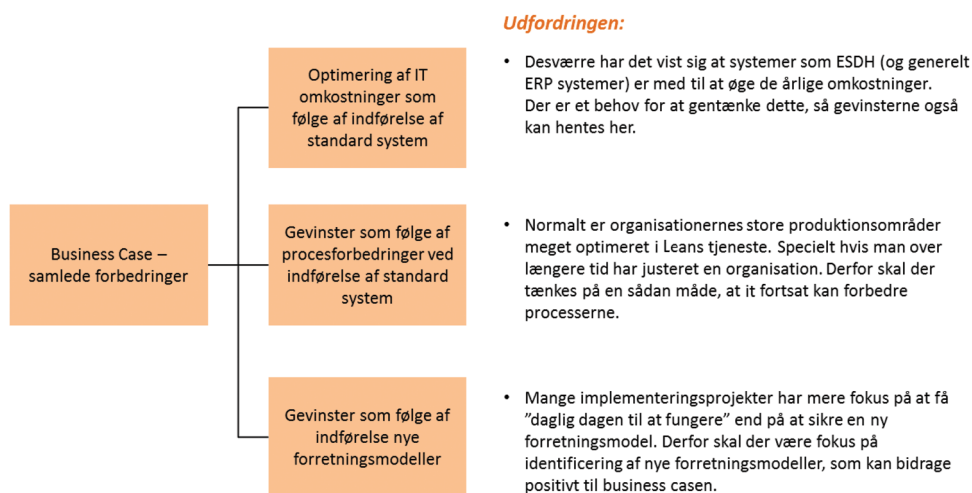 Udfordringen:
Business Case –
samlede forbedringer
Optimering af IT
omkostninger som
følge af indførelse af
standard system
• Desværre har det vist sig at systemer som ESDH (og generelt
ERP systemer) er med til at øge de årlige omkostninger.
Der er et behov for at gentænke dette, så gevinsterne også
kan hentes her.
Gevinster som følge af
procesforbedringer ved
indførelse af standard
system
• Normalt er organisationernes store produktionsområder
meget optimeret i Leans tjeneste. Specielt hvis man over
længere tid har justeret en organisation. Derfor skal der
tænkes på en sådan måde, at it fortsat kan forbedre
processerne.
Gevinster som følge af
indførelse nye
forretningsmodeller
• Mange implementeringsprojekter har mere fokus på at få
”daglig dagen til at fungere” end på at sikre en ny
forretningsmodel. Derfor skal der være fokus på
identificering af nye forretningsmodeller, som kan bidrage
positivt til business casen.